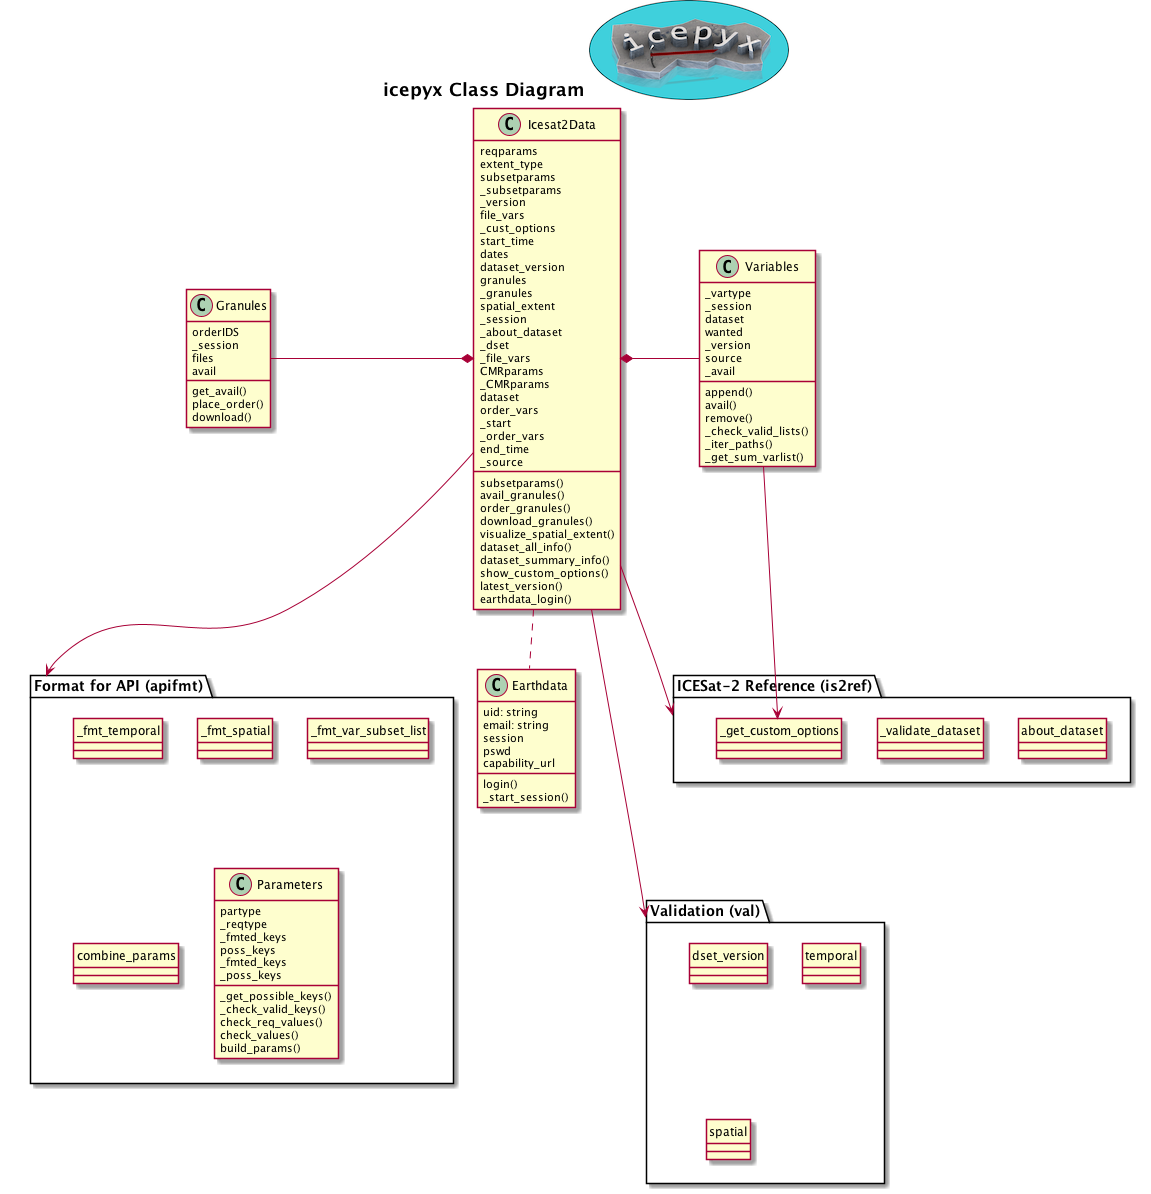 icepyx
icepyx Class Diagram
C Icesat2Data
reqparams
extent_type
subsetparams
_subsetparams
_version
file_vars
_cust_options
start_time
dates
dataset_version
granules
_granules
spatial_extent
_session
_about_dataset
_dset
_file_vars
CMRparams
_CMRparams
dataset
order_vars
_start
_order_vars
end_time
_source
subsetparams()
avail_granules()
order_granules()
download_granules()
visualize_spatial_extent()
dataset_all_info()
dataset_summary_info()
show_custom_options()
latest_version()
earthdata_login()
C Granules
orderIDS
_session
files
avail
get_avail()
place_order()
download()
C Variables
_vartype
_session
dataset
wanted
_version
source
_avail
append()
avail()
remove()
_check_valid_lists()
_iter_paths()
_get_sum_varlist()
Format for API (apifmt)
_fmt_temporal
_fmt_spatial
_fmt_var_subset_list
combine_params
C Parameters
partype
_reqtype
_fmted_keys
poss_keys
_fmted_keys
_poss_keys
_get_possible_keys()
_check_valid_keys()
check_req_values()
check_values()
build_params()
C Earthdata
uid: string
email: string
session
pswd
capability_url
login()
_start_session()
ICESat-2 Reference (is2ref)
_get_custom_options
_validate_dataset
about_dataset
Validation (val)
dset_version
temporal
spatial